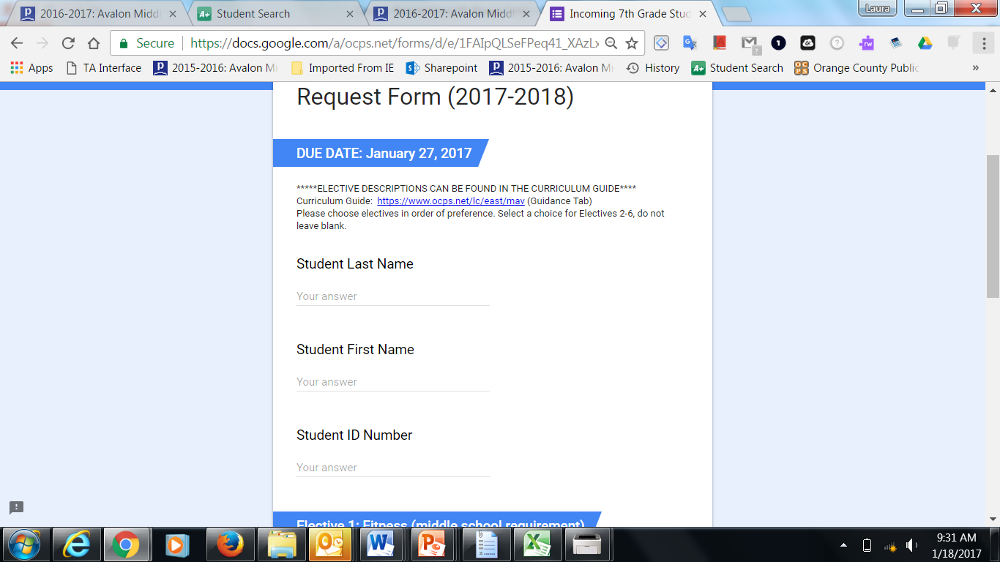 2016-2017: Avalon Middl
Student Search
2016-2017: Avalon Middl
Incoming 7th Grade Stud
Laura
Secure
https://docs.google.com/a/ocps.net/forms/d/e/1FAIpQLSeFPeq41_XAzLx
Apps
TA Interface
2015-2016: Avalon Mi
Imported From IE
Sharepoint
2015-2016: Avalon Mi
History
Student Search
Orange County Public
»
Request Form (2017-2018)
DUE DATE: January 27, 2017
*****ELECTIVE DESCRIPTIONS CAN BE FOUND IN THE CURRICULUM GUIDE****
Curriculum Guide: https://www.ocps.net/lc/east/mav (Guidance Tab)
Please choose electives in order of preference. Select a choice for Electives 2-6, do not
leave blank.
Student Last Name
Your answer
Student First Name
Your answer
Student ID Number
Your answer
Elective 1: Fitness (middle school requirement)
9:31 AM
1/18/2017